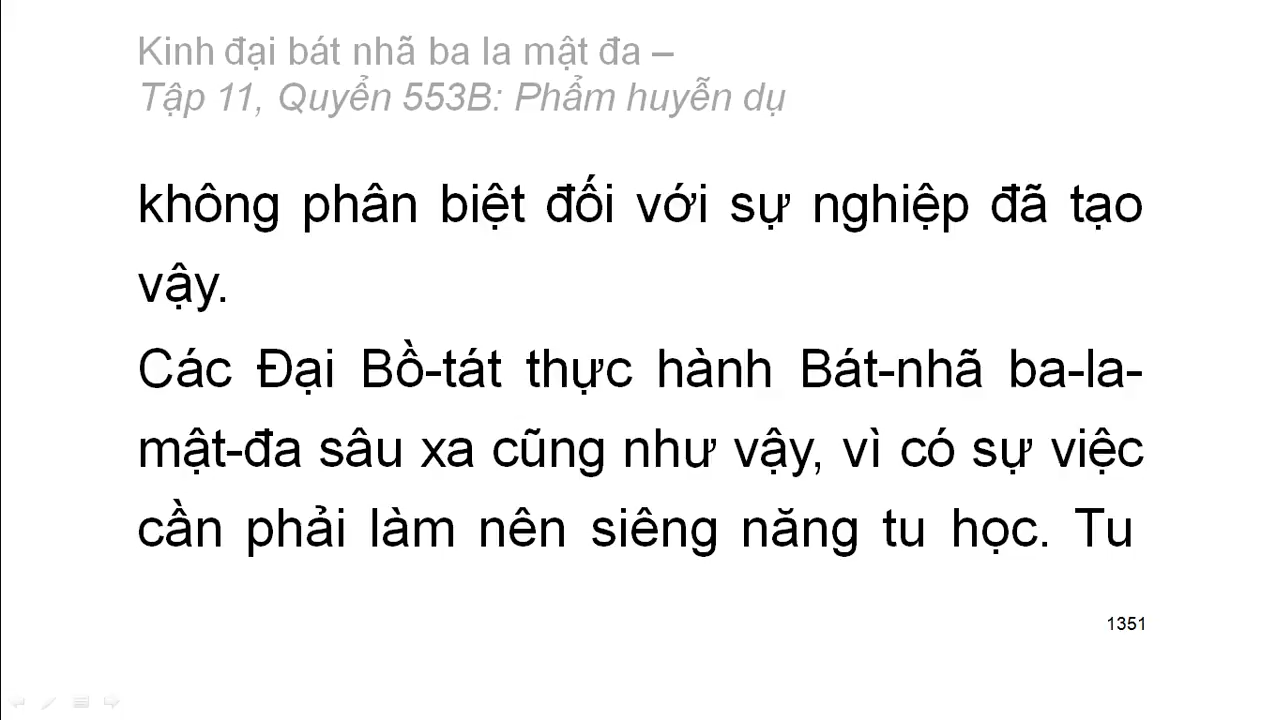 Kinh đại bát nhã ba la mật đa –
Tập 11, Quyển 553B: Phẩm huyễn dụ
không phân biệt đối với sự nghiệp đã tạo
vậy.
Các Đại Bồ-tát thực hành Bát-nhã ba-la-
mật-đa sâu xa cũng như vậy, vì có sự việc
cần phải làm nên siêng năng tu học. Tu
1351